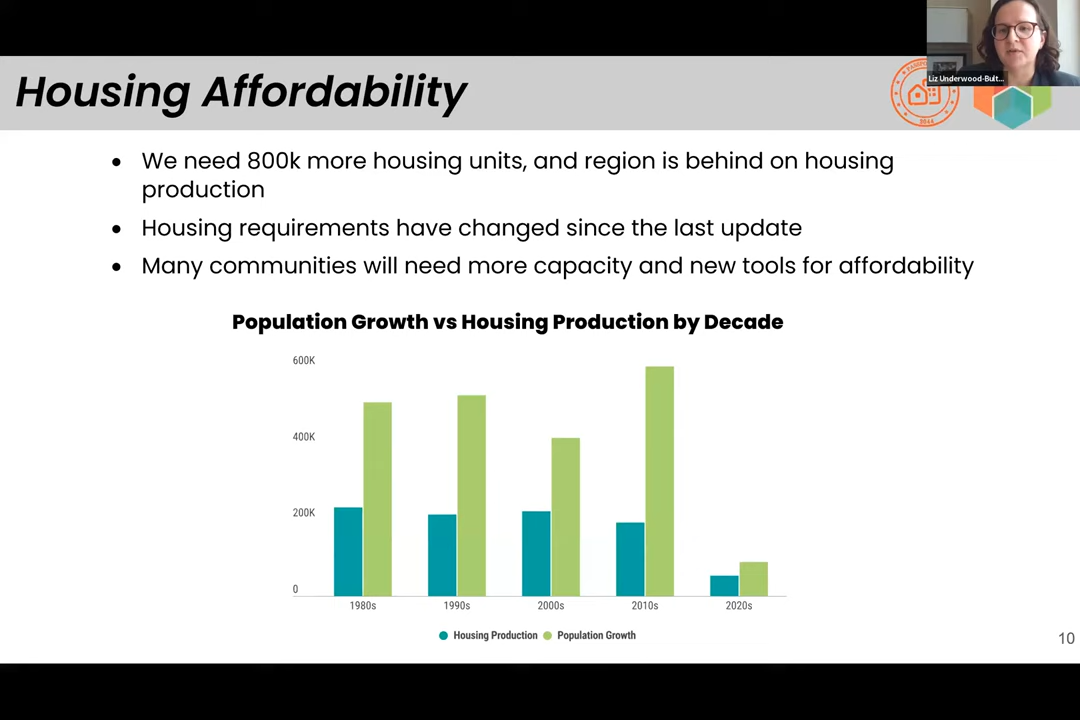 Liz Underwood-Bult...
Housing Affordability
2044
• We need 800k more housing units, and region is behind on housing
production
• Housing requirements have changed since the last update
• Many communities will need more capacity and new tools for affordability
Population Growth vs Housing Production by Decade
600K
400K
200K
0
1980s 1990s 2000s 2010s 2020s
Housing Production Population Growth
10